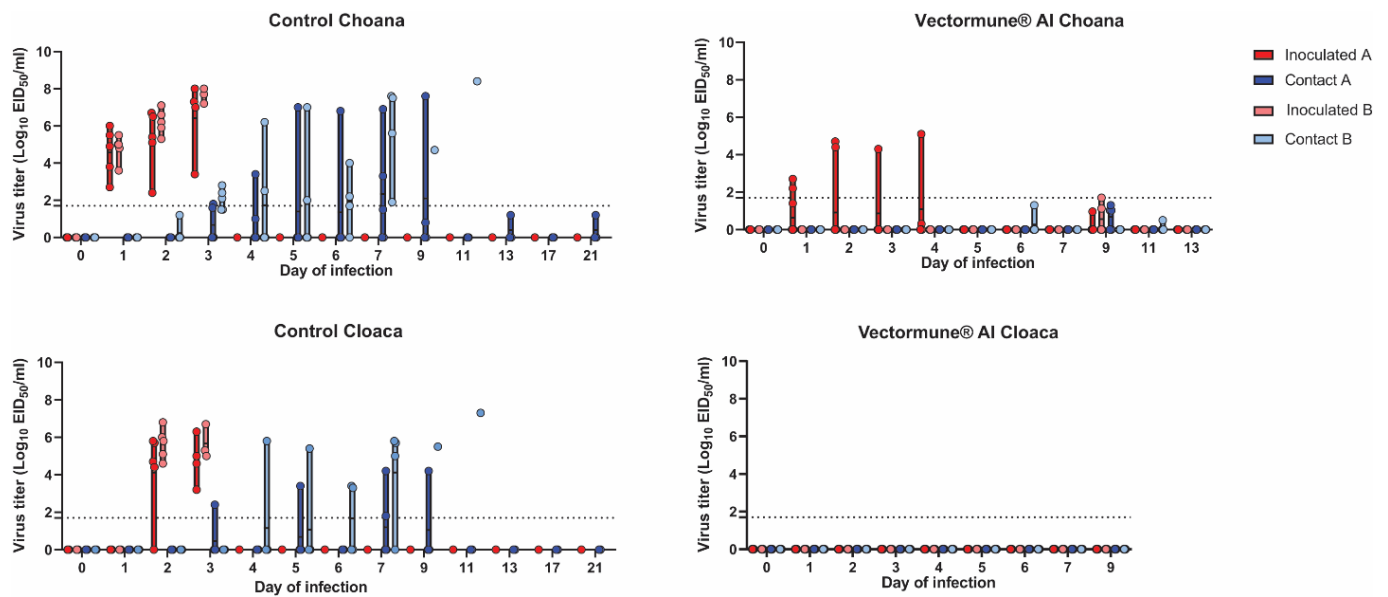 Control Choana
Virus titer (Log10 EID50/ml)
10
8
6
4
2
0
0 1 2 3 4 5 6 7 9 11 13 17 21
Day of infection
Vectormune® AI Choana
Virus titer (Log10 EID50/ml)
10
8
6
4
2
0
0 1 2 3 4 5 6 7 9 11 13
Day of infection
Inoculated A
Contact A
Inoculated B
Contact B
Control Cloaca
Virus titer (Log10 EID50/ml)
10
8
6
4
2
0
0 1 2 3 4 5 6 7 9 11 13 17 21
Day of infection
Vectormune® AI Cloaca
Virus titer (Log10 EID50/ml)
10
8
6
4
2
0
0 1 2 3 4 5 6 7 9
Day of infection